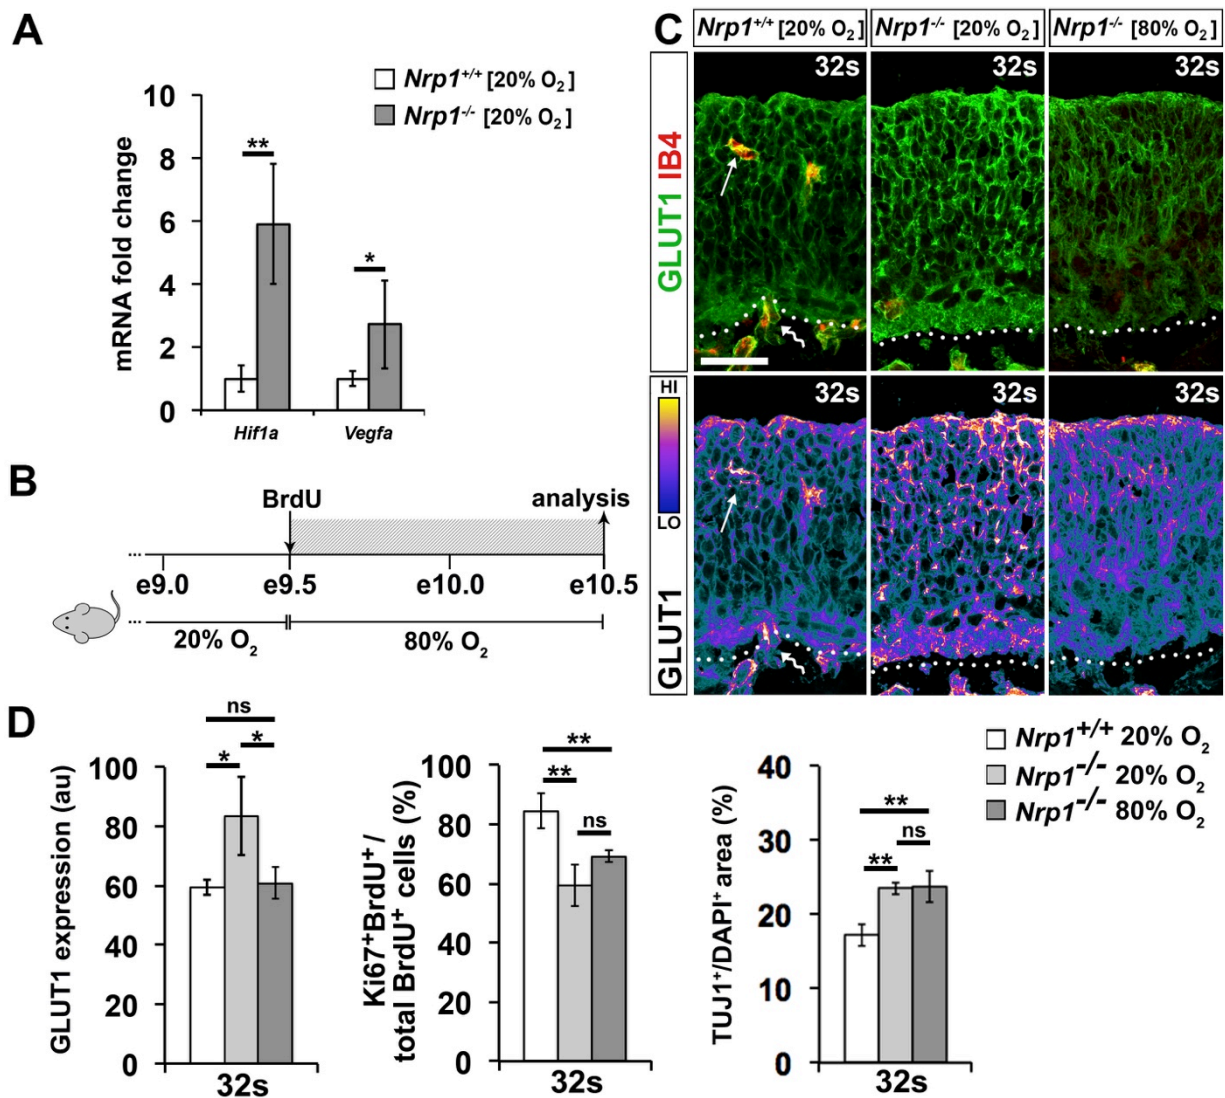 A
Nrp1+/+ [20% O2]
Nrp1-/- [20% O2]
mRNA fold change
10
8
6
4
2
0
**
*
Hif1a
Vegfa
B
BrdU
analysis
...
e9.0
e9.5
e10.0
e10.5
...
20% O2
80% O2
C
Nrp1+/+ [20% O2]
Nrp1-/- [20% O2]
Nrp1-/- [80% O2]
GLUT1 IB4
32s
32s
32s
GLUT1
HI
LO
32s
32s
32s
D
GLUT1 expression (au)
100
80
60
40
20
0
ns
*
*
32s
Ki67+BrdU+ /
total BrdU+ cells (%)
100
80
60
40
20
0
**
**
ns
32s
TUJ1+/DAPI+ area (%)
40
30
20
10
0
**
ns
**
32s
Nrp1+/+ 20% O2
Nrp1-/- 20% O2
Nrp1-/- 80% O2